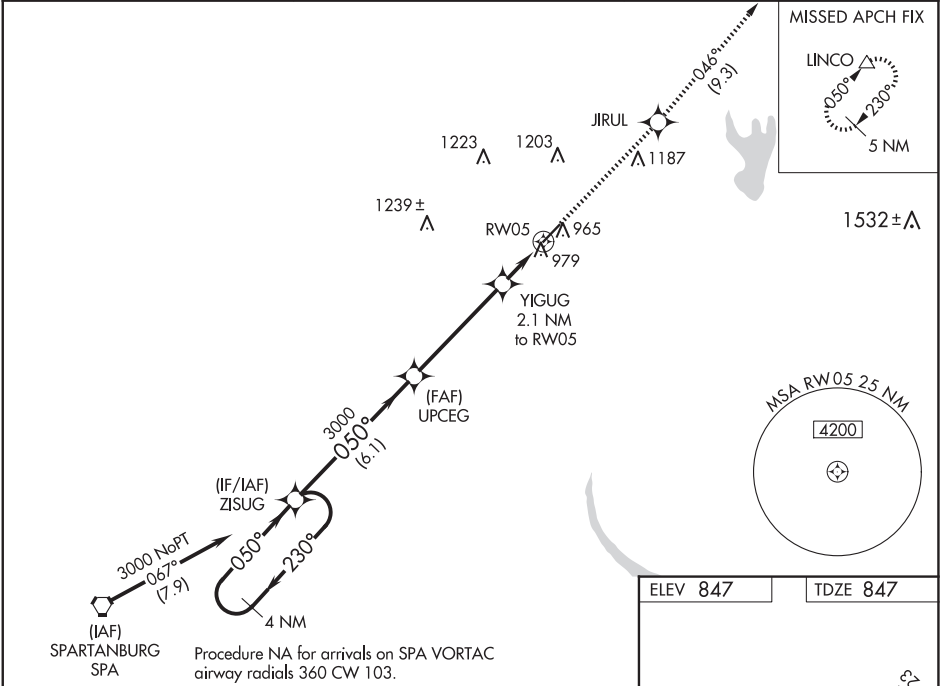 MISSED APCH FIX
LINCO
050°
230°
5 NM
046°
(9.3)
JIRUL
1223
1203
1187
1239 ±
1532 ±
RW05
965
979
YIGUG
2.1 NM
to RW05
(FAF)
UPCEG
3000
050°
(6.1)
MSA RW05 25 NM
4200
(IF/IAF)
ZISUG
3000 NoPT
067°
(7.9)
050°
230°
4 NM
(IAF)
SPARTANBURG
SPA
Procedure NA for arrivals on SPA VORTAC
airway radials 360 CW 103.
ELEV 847
TDZE 847
23